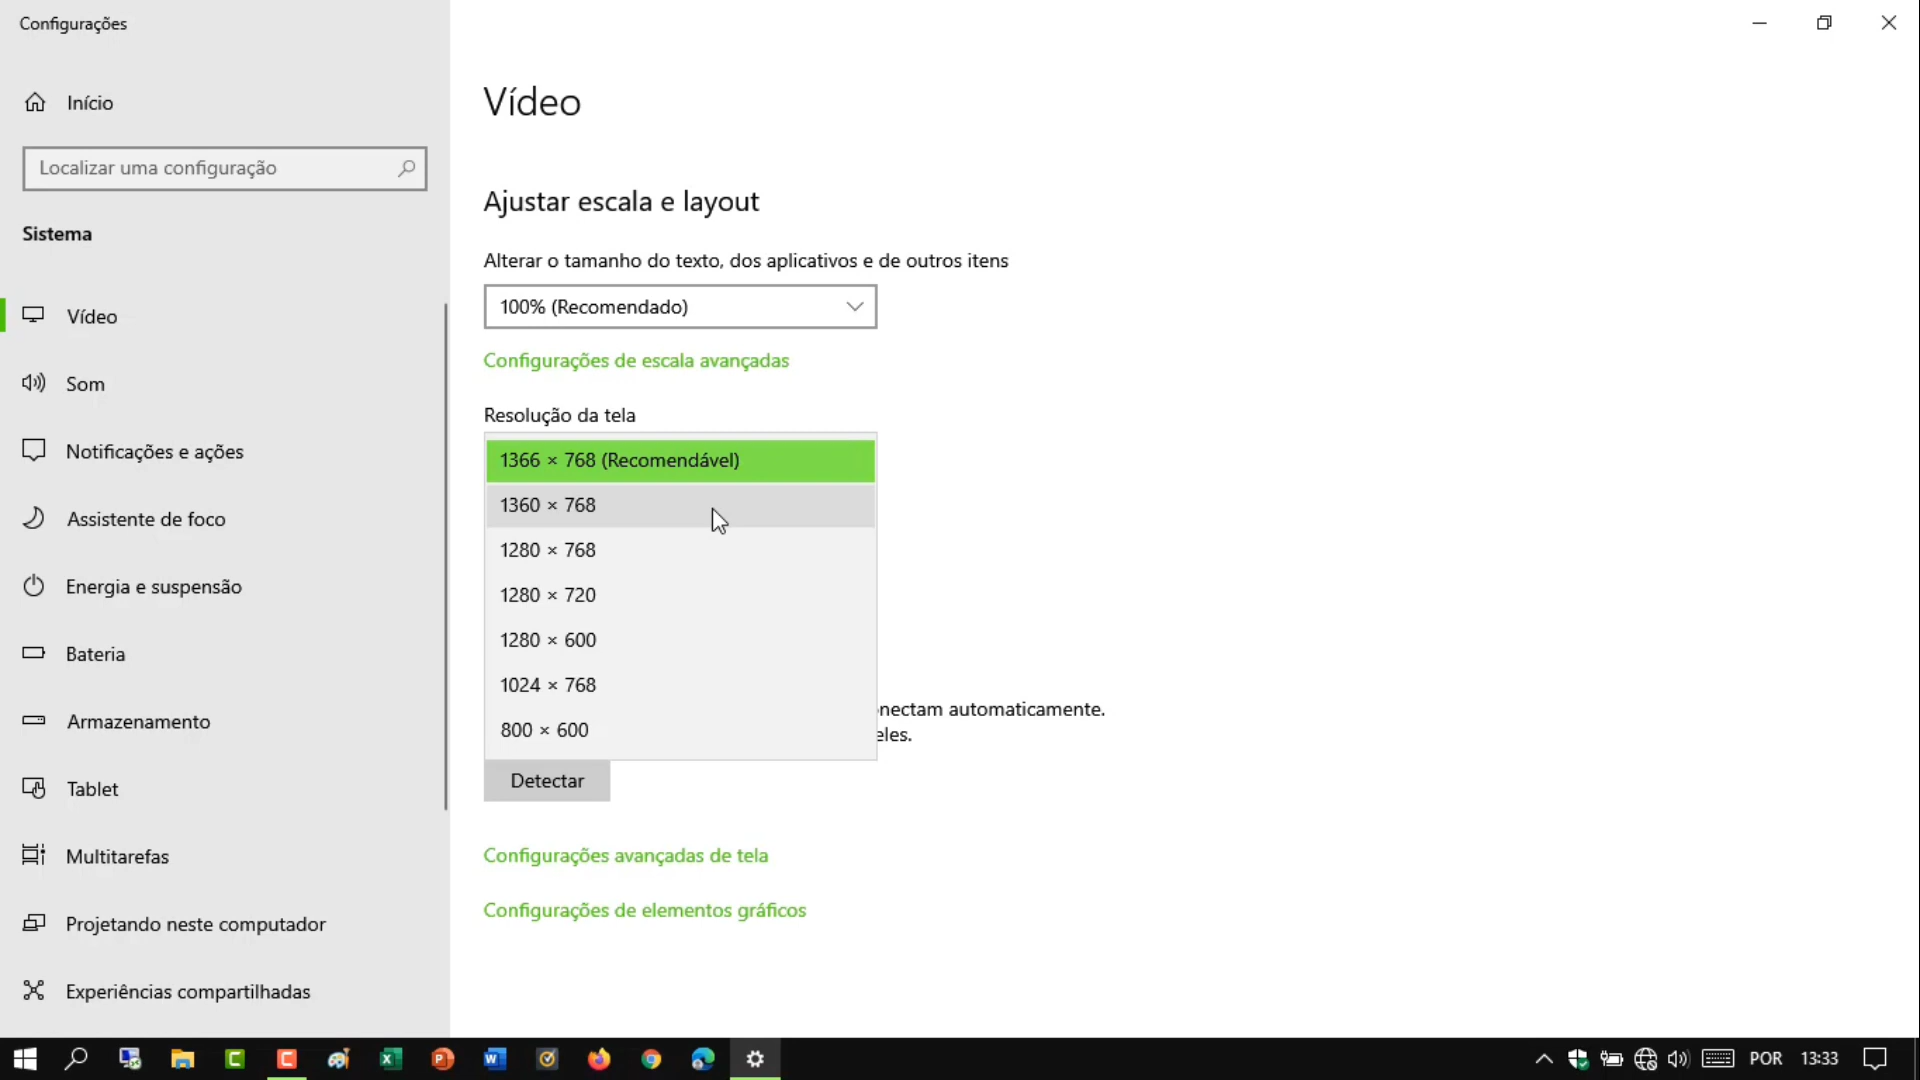 Configurações
Início
Localizar uma configuração
Sistema
Vídeo
Som
Notificações e ações
Assistente de foco
Energia e suspensão
Bateria
Armazenamento
Tablet
Multitarefas
Projetando neste computador
Experiências compartilhadas
Vídeo
Ajustar escala e layout
Alterar o tamanho do texto, dos aplicativos e de outros itens
100% (Recomendado)
Configurações de escala avançadas
Resolução da tela
1366 × 768 (Recomendável)
1360 × 768
1280 × 768
1280 × 720
1280 × 600
1024 × 768
800 × 600
nectam automaticamente.
eles.
Detectar
Configurações avançadas de tela
Configurações de elementos gráficos
POR 13:33